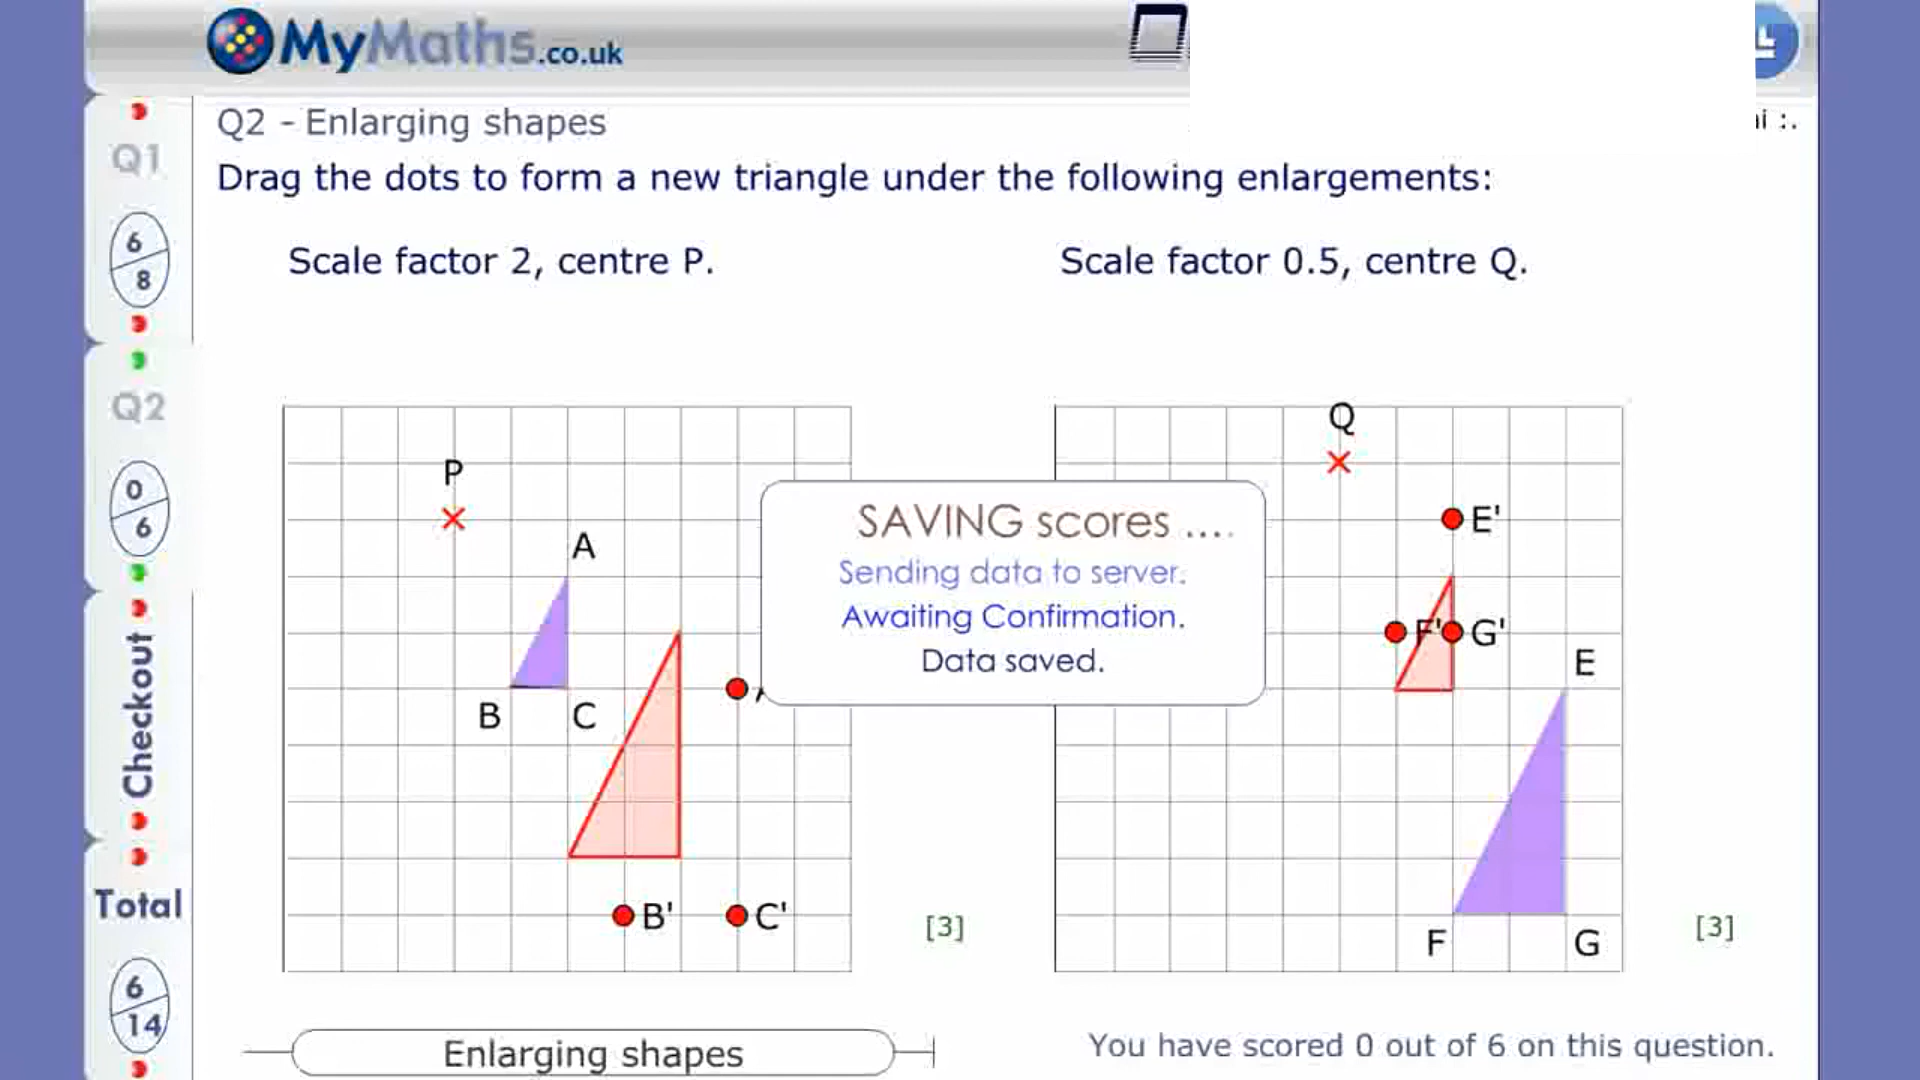 MyMaths.co.uk
Q2 - Enlarging shapes
Drag the dots to form a new triangle under the following enlargements:
Scale factor 2, centre P.
Scale factor 0.5, centre Q.
Q1
6
8
Q2
0
6
Checkout
Total
6
14
P
A
B
C
B'
C'
[3]
SAVING scores ....
Sending data to server.
Awaiting Confirmation.
Data saved.
Q
E'
F'
G'
E
F
G
[3]
Enlarging shapes
You have scored 0 out of 6 on this question.